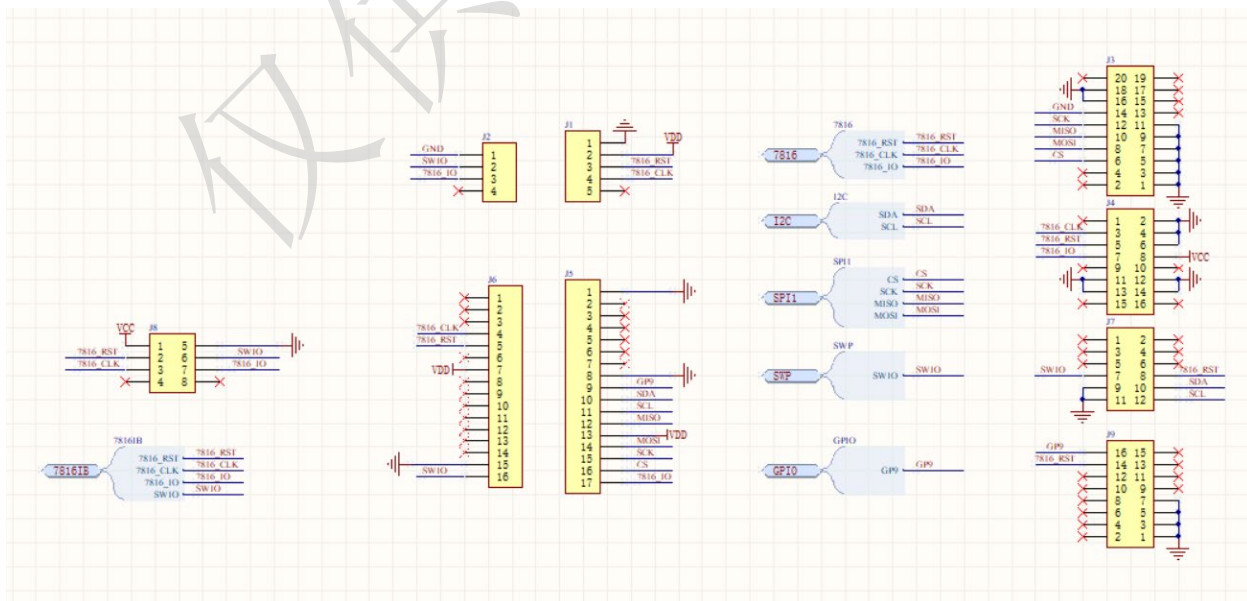 仅
J2
GND
SWIO
7816_IO
1
2
3
4
J1
VDD
7816_RST
7816_CLK
1
2
3
4
5
7816
7816
7816_RST 7816_RST
7816_CLK 7816_CLK
7816_IO 7816_IO
I2C
I2C
SDA SDA
SCL SCL
SPI1
SPI1
CS CS
SCK SCK
MISO MISO
MOSI MOSI
SWP
SWP
SWIO SWIO
GPIO
GPIO
GP9 GP9
J3
20 19
18 17
16 15
GND 14 13
SCK 12 11
MISO 10 9
MOSI 8 7
CS 6 5
4 3
2 1
J4
1 2
7816_CLK 3 4
7816_RST 5 6
7816_IO 7 8 VCC
9 10
11 12
13 14
15 16
J7
1 2
3 4
5 6
SWIO 7 8 7816_RST
9 10 SDA
11 12 SCL
J9
GP9 16 15
7816_RST 14 13
12 11
10 9
8 7
6 5
4 3
2 1
J6
1
2
3
7816_CLK 4
7816_RST 5
6
VDD 7
8
9
10
11
12
13
14
15
SWIO 16
J5
1
2
3
4
5
6
7
8
9 GP9
10 SDA
11 SCL
12 MISO
13 VDD
14 MOSI
15 SCK
16 CS
17 7816_IO
VCC J8
1 5
7816_RST 2 6 SWIO
7816_CLK 3 7 7816_IO
4 8
7816IB
7816IB
7816_RST 7816_RST
7816_CLK 7816_CLK
7816_IO 7816_IO
SWIO SWIO